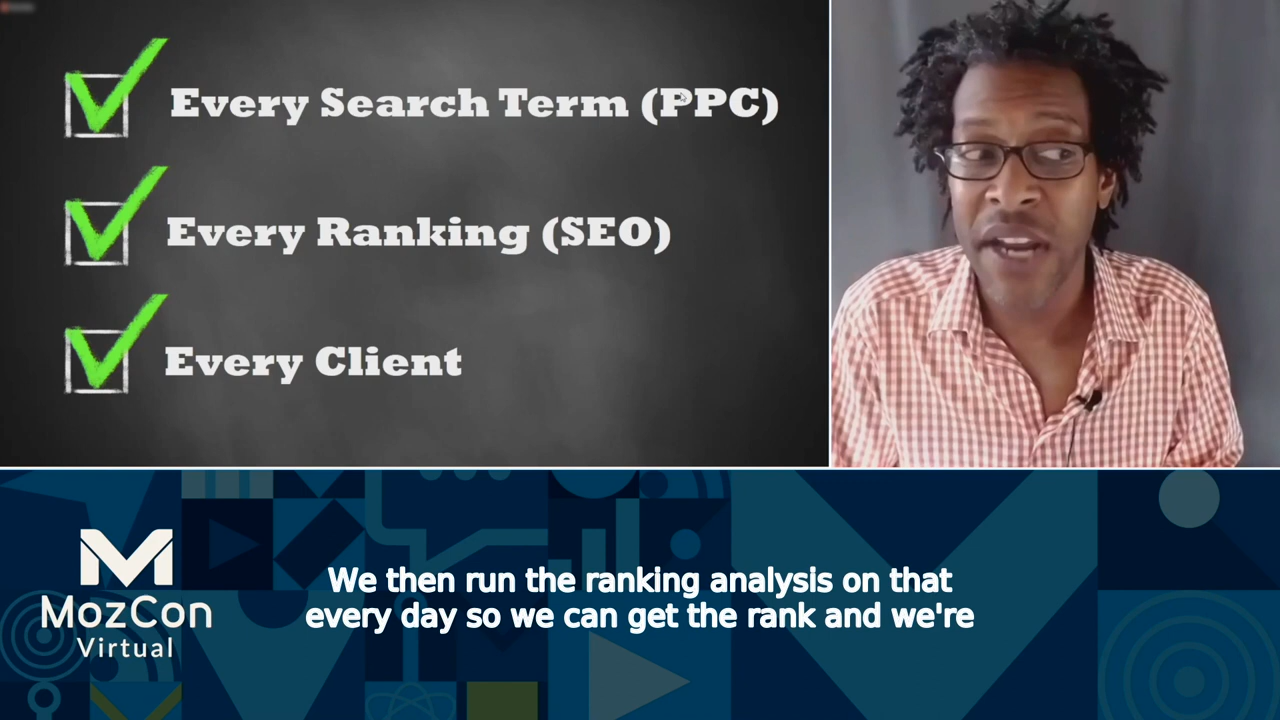 Every Search Term (PPC)
Every Ranking (SEO)
Every Client
MozCon
Virtual
We then run the ranking analysis on that
every day so we can get the rank and we're